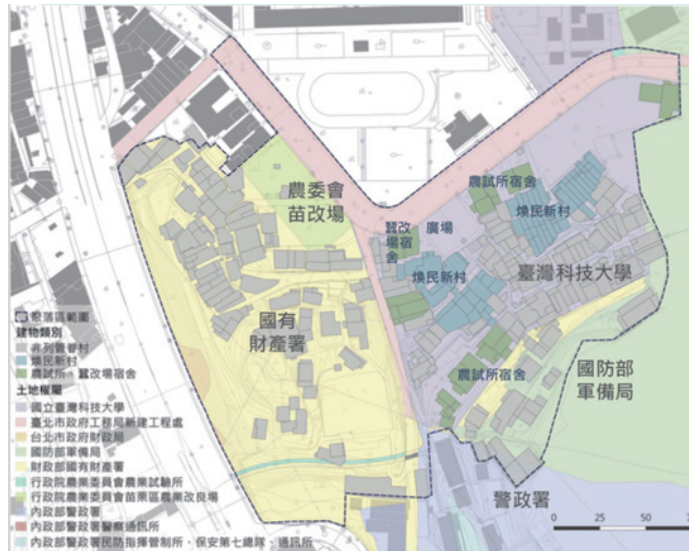 農委會
苗改場
農試所宿舍
煥民新村
蠶改
場宿
舍
廣場
煥民新村
臺灣科技大學
國有
財產署
農試所宿舍
國防部
軍備局
警政署
聚落區範圍
建物類別
非列管眷村
煥民新村
農試所、蠶改場宿舍
土地權屬
國立臺灣科技大學
臺北市政府工務局新建工程處
台北市政府財政局
國防部軍備局
財政部國有財產署
行政院農業委員會農業試驗所
行政院農業委員會苗栗區農業改良場
內政部警政署
內政部警政署警察通訊所
內政部警政署民防指揮管制所、保安第七總隊、通訊所
0 25 50 75